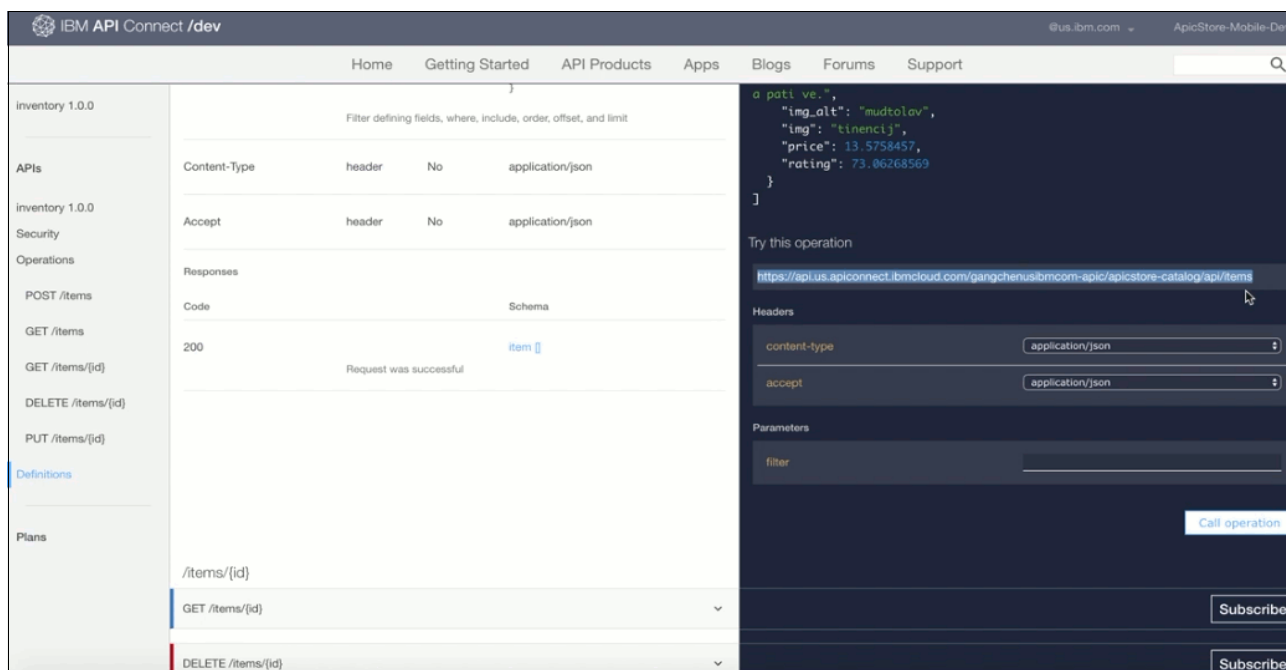 IBM API Connect /dev
@us.ibm.com
ApicStore-Mobile-De
Home Getting Started API Products Apps Blogs Forums Support
inventory 1.0.0
APIs
inventory 1.0.0
Security
Operations
POST /items
GET /items
GET /items/{id}
DELETE /items/{id}
PUT /items/{id}
Definitions
Plans
}
Filter defining fields, where, include, order, offset, and limit
Content-Type header No application/json
Accept header No application/json
Responses
Code Schema
200 item []
Request was successful
/items/{id}
GET /items/{id}
DELETE /items/{id}
a pati ve.",
"img_alt": "mudtolav",
"img": "tinencij",
"price": 13.5758457,
"rating": 73.06268569
}
]
Try this operation
https://api.us.apiconnect.ibmcloud.com/gangchenusibmcom-apic/apicstore-catalog/api/items
Headers
content-type application/json
accept application/json
Parameters
filter
Call operation
Subscribe
Subscribe